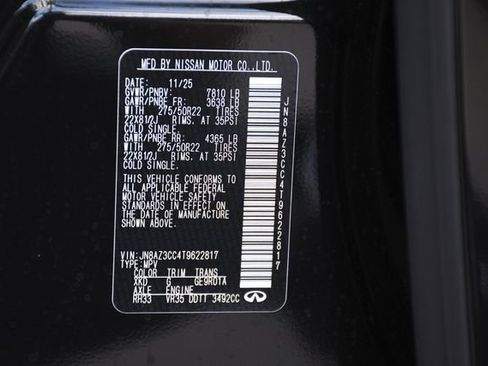 MFD BY NISSAN MOTOR CO.,LTD.
DATE: 11/25
GVWR/PNBV: 7810 LB
GAWR/PNBE FR: 3638 LB
WITH 275/50R22 TIRES
22X81/2J RIMS. AT 35PSI
COLD SINGLE.
GAWR/PNBE RR: 4365 LB
WITH 275/50R22 TIRES
22X81/2J RIMS. AT 35PSI
COLD SINGLE.
THIS VEHICLE CONFORMS TO
ALL APPLICABLE FEDERAL
MOTOR VEHICLE SAFETY
STANDARDS IN EFFECT ON
THE DATE OF MANUFACTURE
SHOWN ABOVE.
VIN:JN8AZ3CC4T9622817
TYPE:MPV
COLOR TRIM TRANS
XKD G GE9R01A
AXLE ENGINE
RH33 VR35 DDTT 3492CC
INFINITI
JN8AZ3CC4T9622817